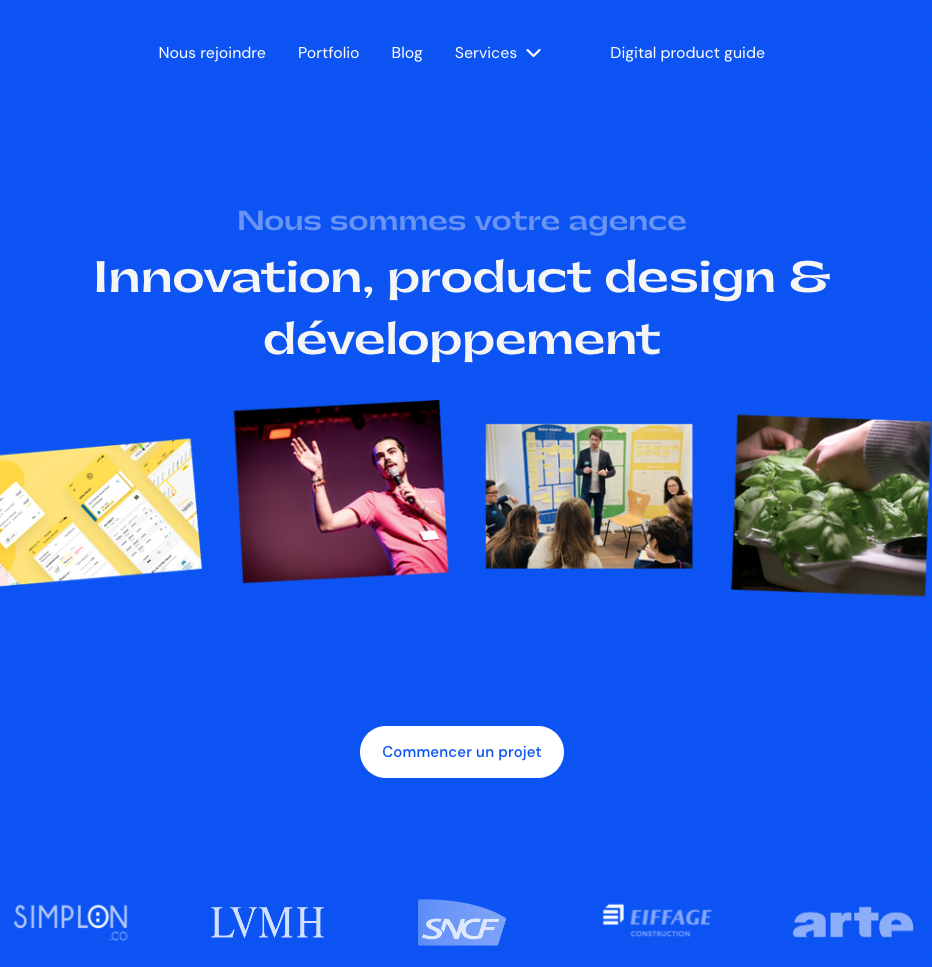 Nous rejoindre
Portfolio
Blog
Services
Digital product guide
Nous sommes votre agence
Innovation, product design &
développement
Commencer un projet
SIMPLON
.CO
LVMH
SNCF
EIFFAGE
CONSTRUCTION
arte